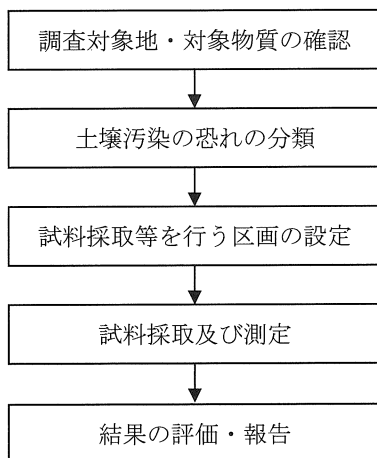 調査対象地・対象物質の確認
土壌汚染の恐れの分類
試料採取等を行う区画の設定
試料採取及び測定
結果の評価・報告